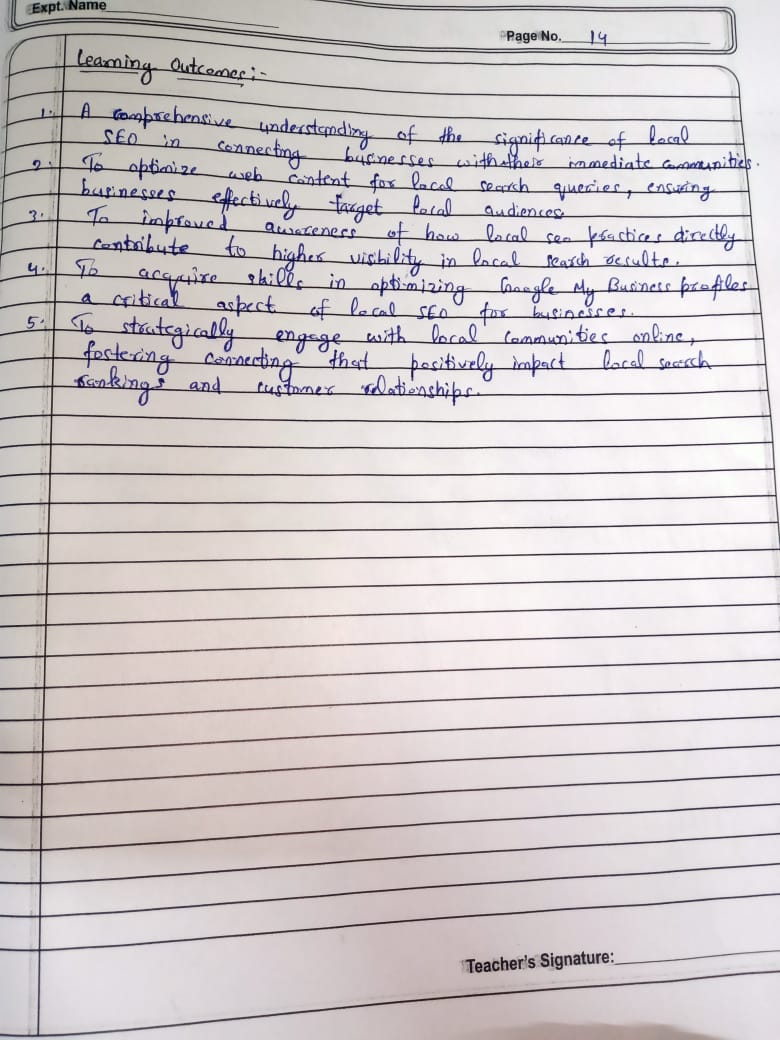 Expt. Name
Page No. 14
Learning Outcomes:-
1. A comprehensive understanding of the significance of local
SEO in connecting businesses with their immediate communities.
2. To optimize web content for local search queries, ensuring
businesses effectively target local audiences
3. To improved awareness of how local seo practices directly
contribute to higher visibility in local search results.
4. To acquire skills in optimizing Google My Business profiles
a critical aspect of local SEO for businesses.
5. To strategically engage with local communities online,
fostering connecting that positively impact local search
rankings and customer relationships.
Teacher's Signature: